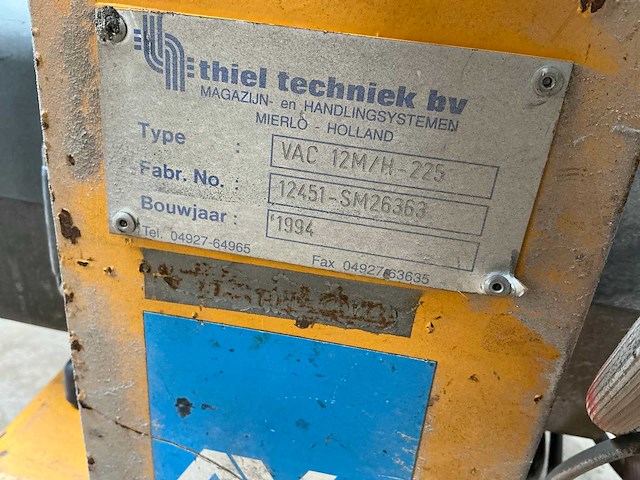 thiel techniek bv
MAGAZIJN- en HANDLINGSYSTEMEN
MIERLO - HOLLAND
Type : VAC 12M/H-225
Fabr. No. : 12451-SM26363
Bouwjaar : '1994
Tel. 04927-64965 Fax 04927-63635